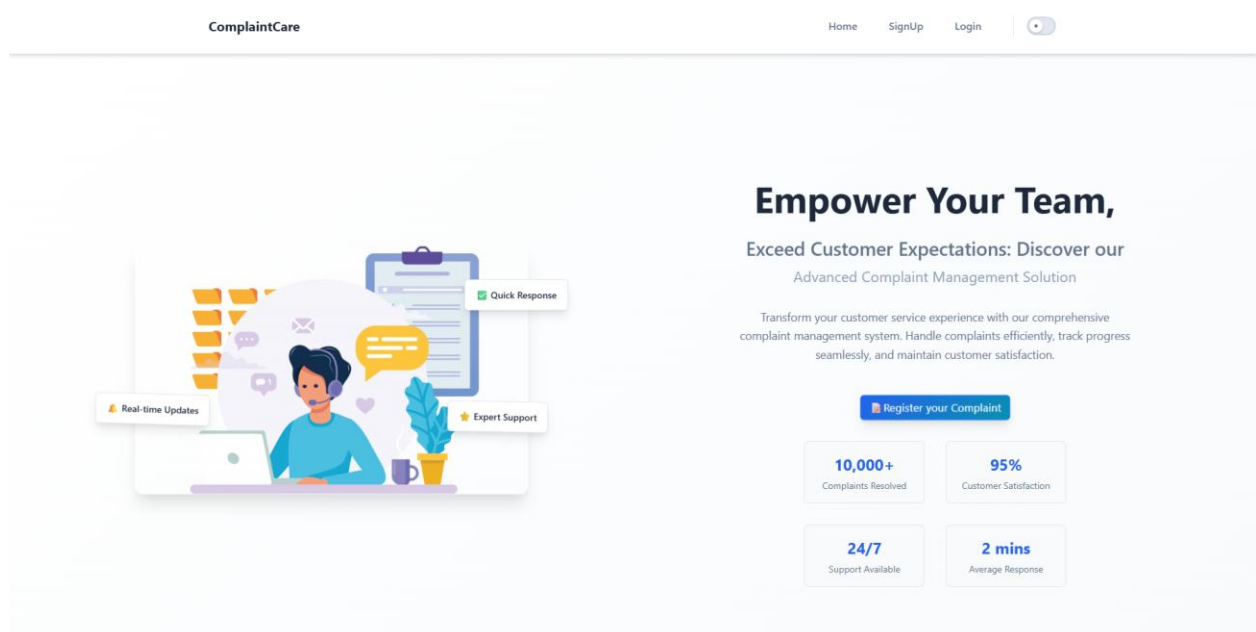 ComplaintCare
Home SignUp Login
Quick Response
Real-time Updates
Expert Support
Empower Your Team,
Exceed Customer Expectations: Discover our
Advanced Complaint Management Solution
Transform your customer service experience with our comprehensive
complaint management system. Handle complaints efficiently, track progress
seamlessly, and maintain customer satisfaction.
Register your Complaint
10,000+
Complaints Resolved
95%
Customer Satisfaction
24/7
Support Available
2 mins
Average Response